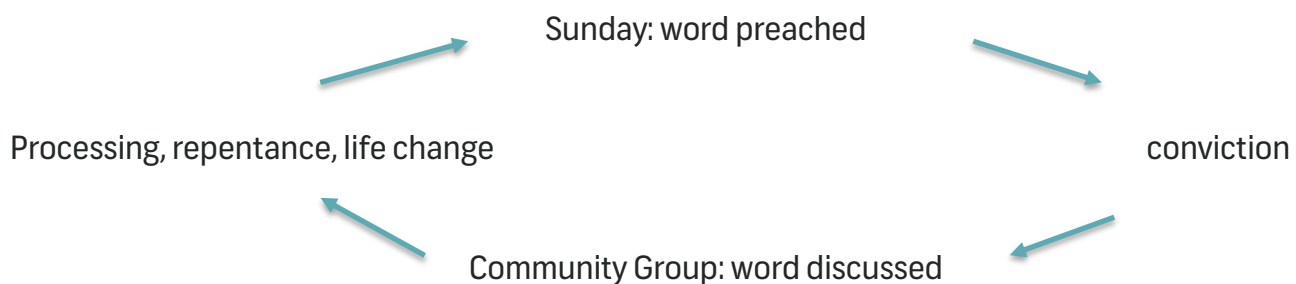 Sunday: word preached
Processing, repentance, life change
conviction
Community Group: word discussed